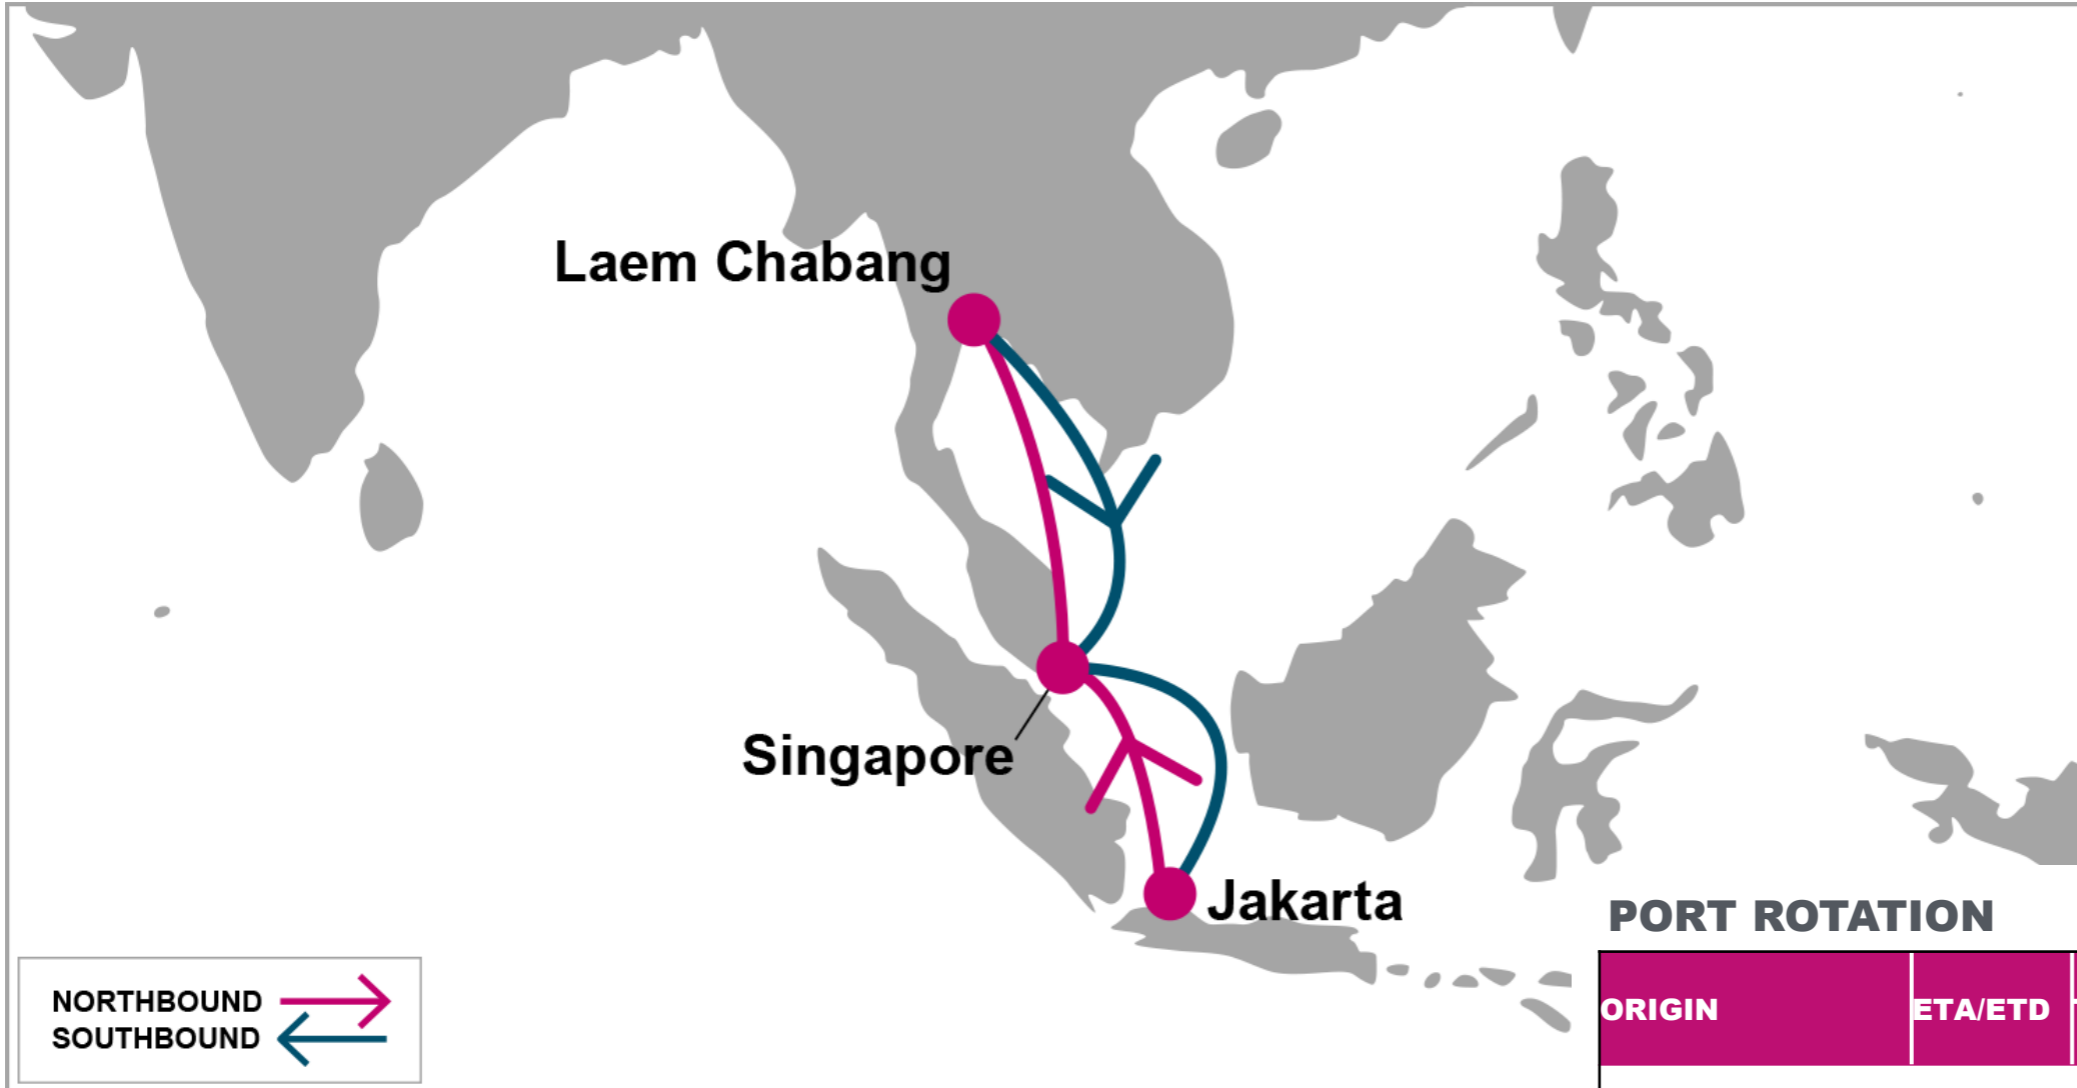 Laem Chabang
Singapore
Jakarta
PORT ROTATION
ORIGIN
ETA/ETD
NORTHBOUND
SOUTHBOUND